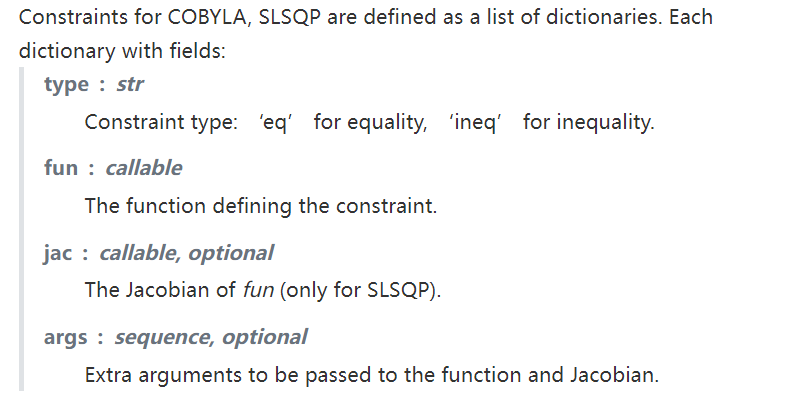 Constraints for COBYLA, SLSQP are defined as a list of dictionaries. Each
dictionary with fields:
type : str
Constraint type: ‘eq’ for equality, ‘ineq’ for inequality.
fun : callable
The function defining the constraint.
jac : callable, optional
The Jacobian of fun (only for SLSQP).
args : sequence, optional
Extra arguments to be passed to the function and Jacobian.